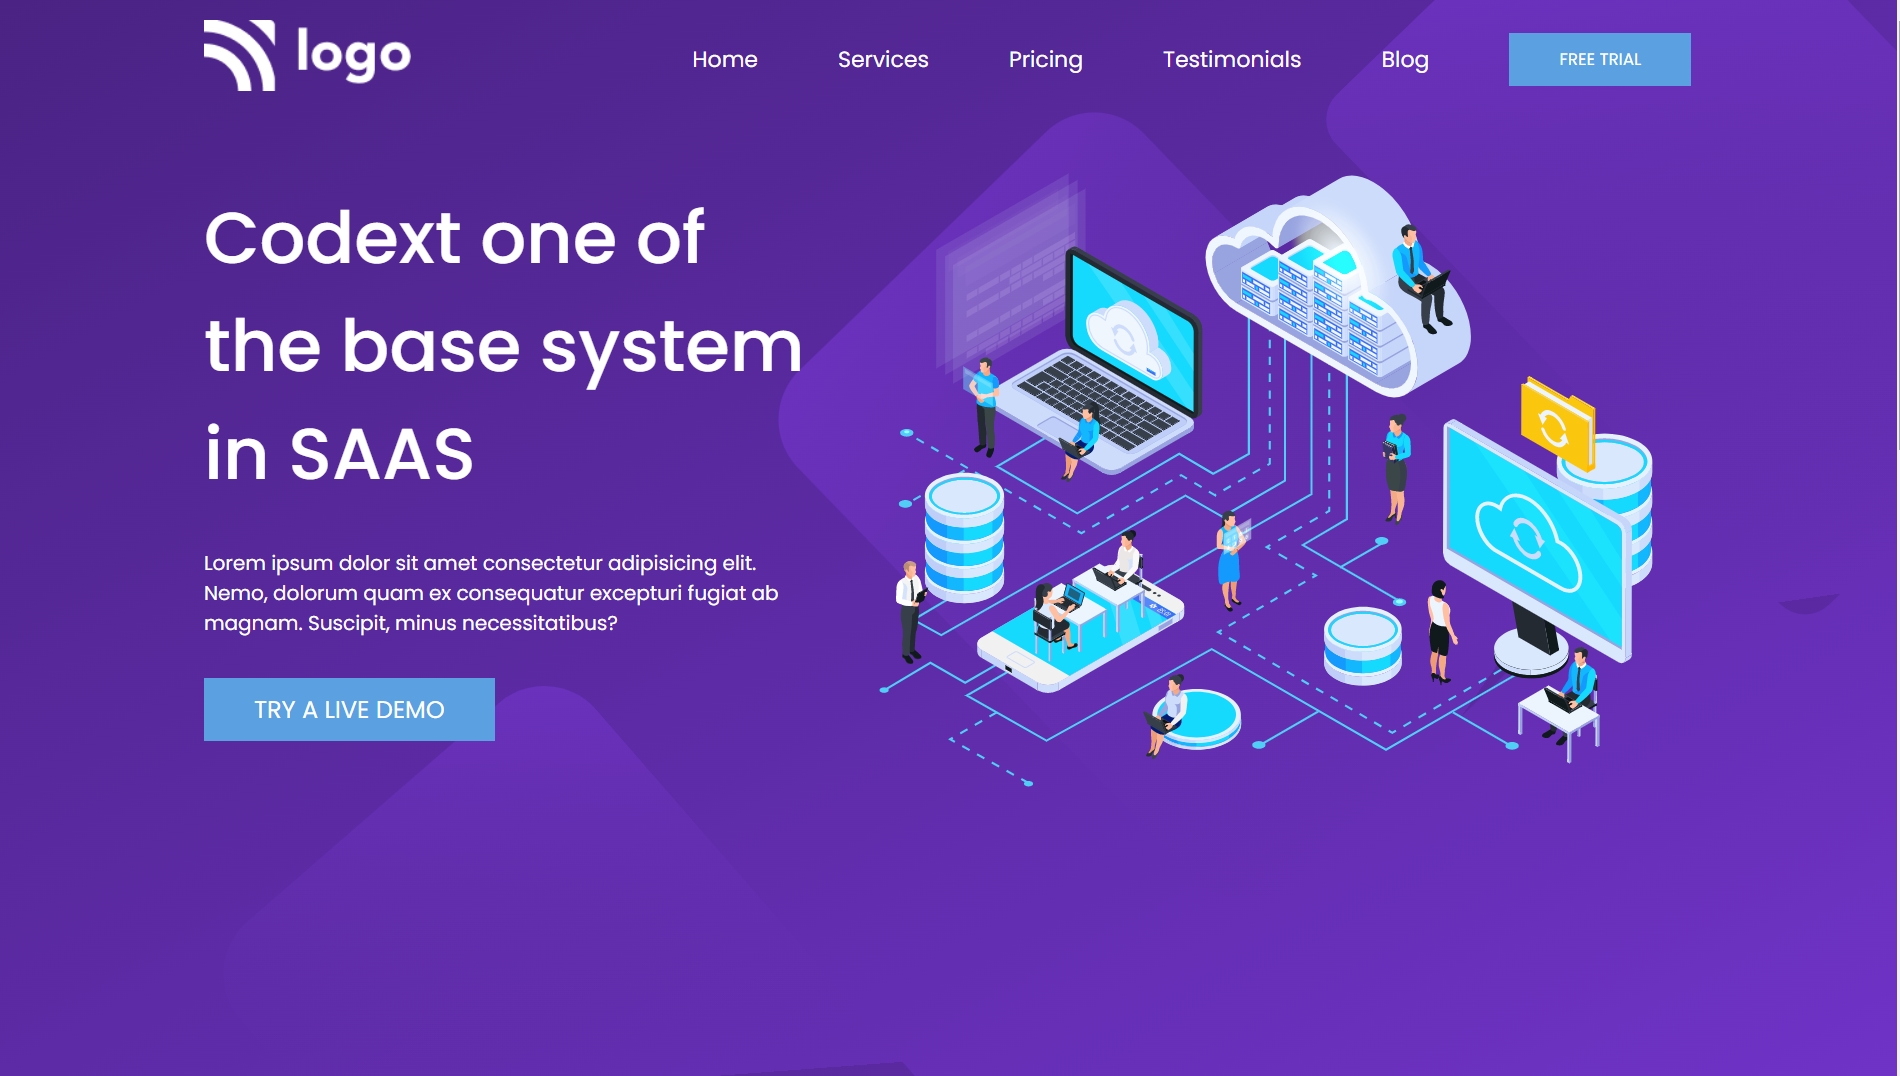 logo
Home
Services
Pricing
Testimonials
Blog
FREE TRIAL
Codext one of
the base system
in SAAS
Lorem ipsum dolor sit amet consectetur adipisicing elit.
Nemo, dolorum quam ex consequatur excepturi fugiat ab
magnam. Suscipit, minus necessitatibus?
TRY A LIVE DEMO